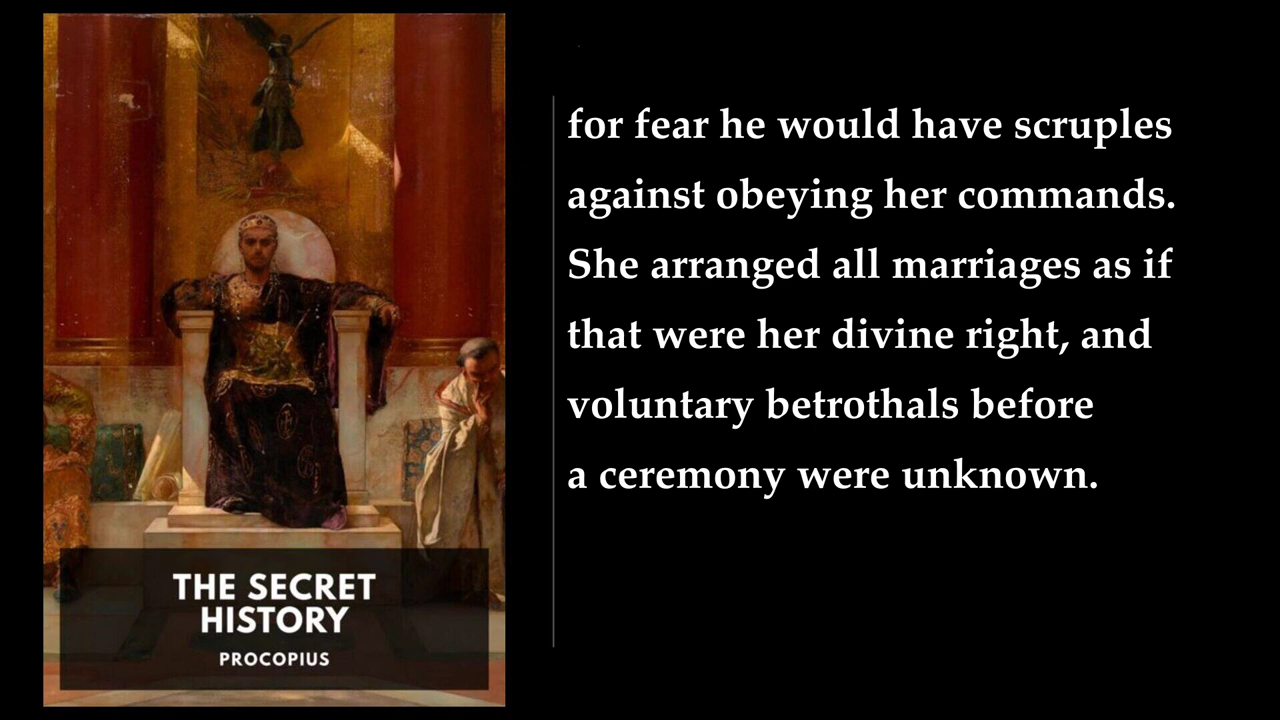 THE SECRET
HISTORY
PROCOPIUS
for fear he would have scruples
against obeying her commands.
She arranged all marriages as if
that were her divine right, and
voluntary betrothals before
a ceremony were unknown.